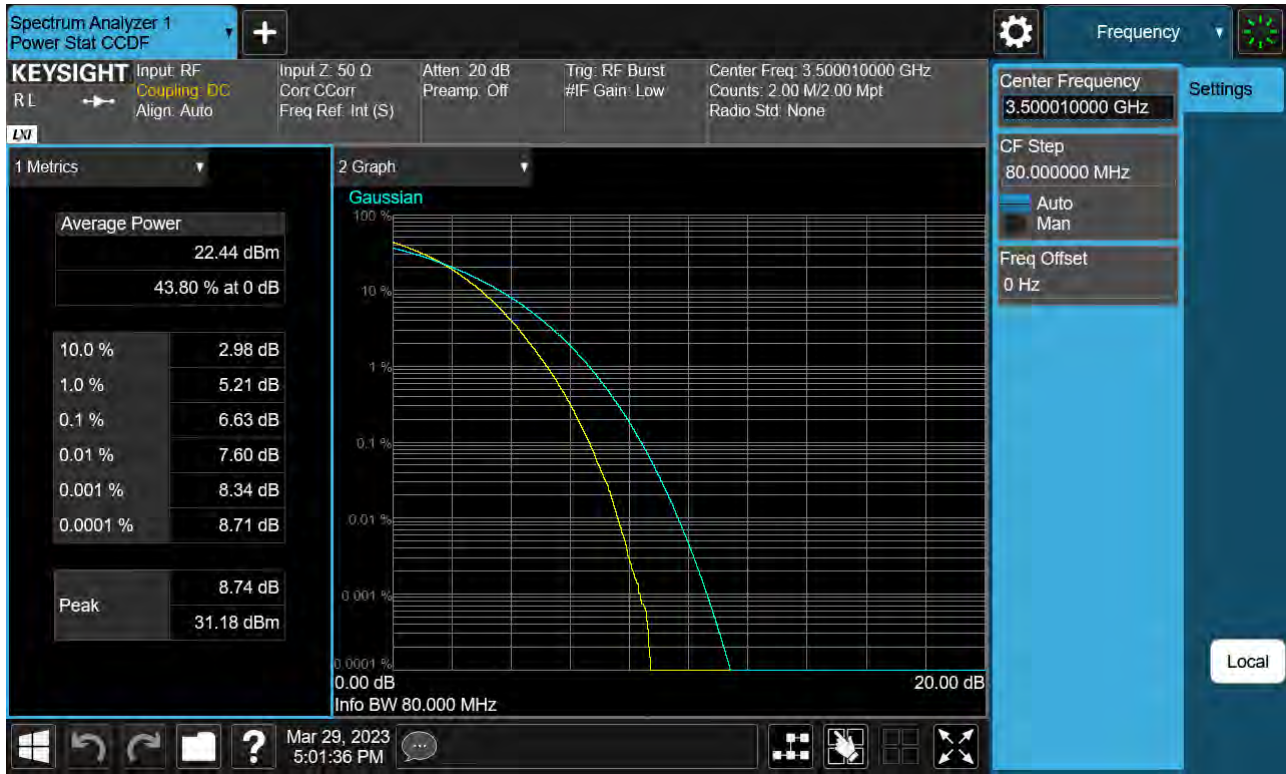 Spectrum Analyzer 1
Power Stat CCDF
Frequency
KEYSIGHT
RL
LXI
Input: RF
Coupling: DC
Align: Auto
Input Z: 50 Ω
Corr CCorr
Freq Ref: Int (S)
Atten: 20 dB
Preamp: Off
Trig: RF Burst
#IF Gain: Low
Center Freq: 3.500010000 GHz
Counts: 2.00 M/2.00 Mpt
Radio Std: None
Center Frequency
3.500010000 GHz
Settings
CF Step
80.000000 MHz
Auto
Man
Freq Offset
0 Hz
1 Metrics
Average Power
22.44 dBm
43.80 % at 0 dB
10.0 % 2.98 dB
1.0 % 5.21 dB
0.1 % 6.63 dB
0.01 % 7.60 dB
0.001 % 8.34 dB
0.0001 % 8.71 dB
Peak
8.74 dB
31.18 dBm
2 Graph
Gaussian
100 %
10 %
1 %
0.1 %
0.01 %
0.001 %
0.0001 %
0.00 dB 20.00 dB
Info BW 80.000 MHz
Local
?
Mar 29, 2023
5:01:36 PM